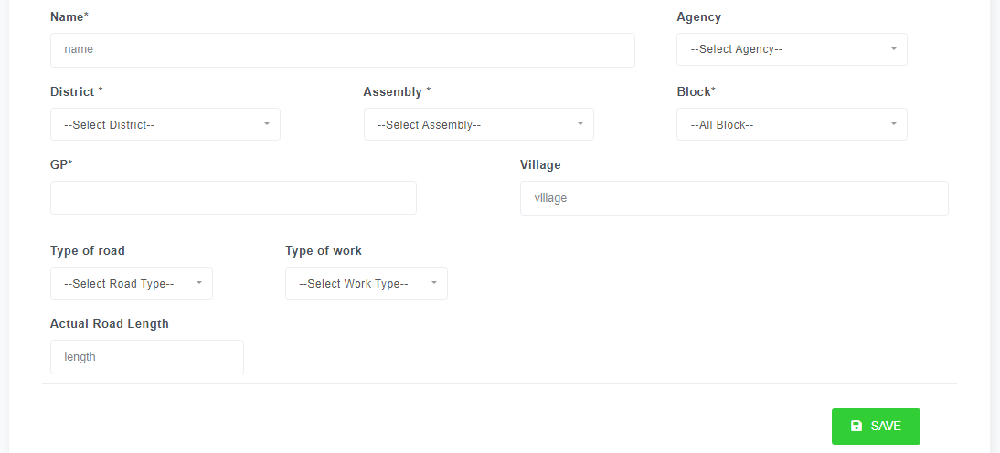 Name* Agency
name --Select Agency--
District * Assembly * Block*
--Select District-- --Select Assembly-- --All Block--
GP* Village
village
Type of road Type of work
--Select Road Type-- --Select Work Type--
Actual Road Length
length
SAVE